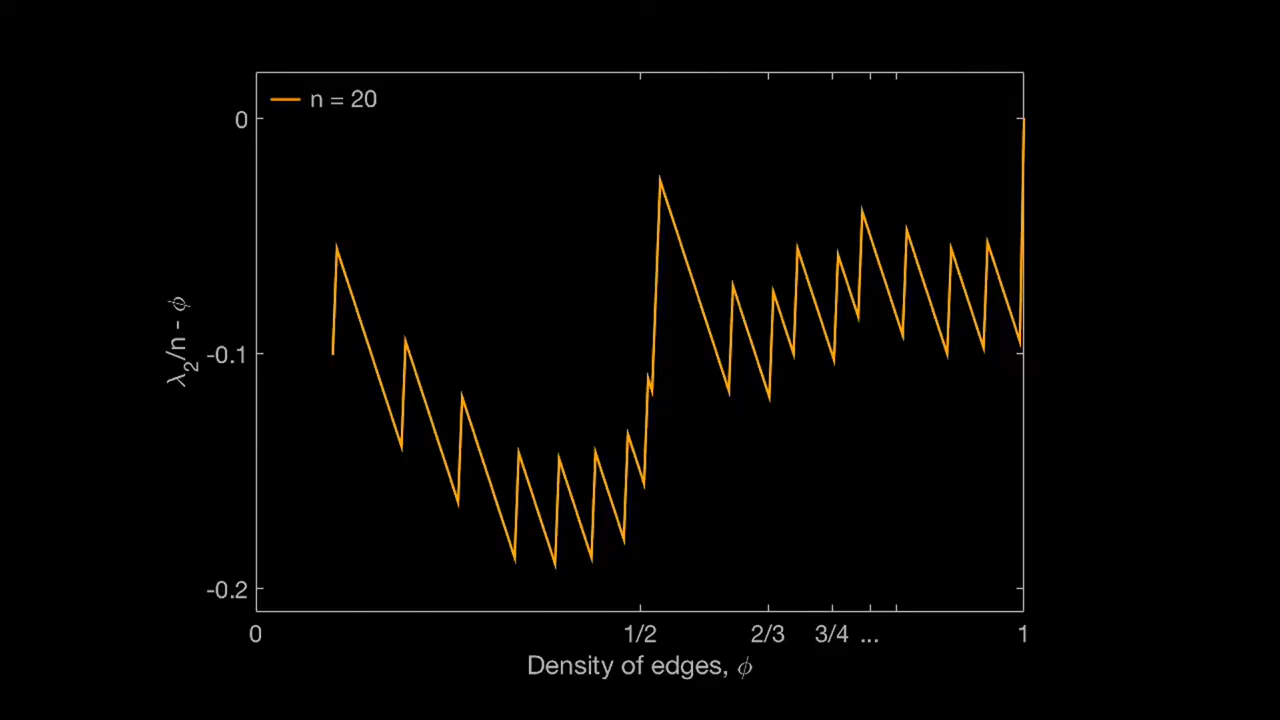 n = 20
0
-0.1
-0.2
λ₂/n - ϕ
0 1/2 2/3 3/4 ... 1
Density of edges, ϕ